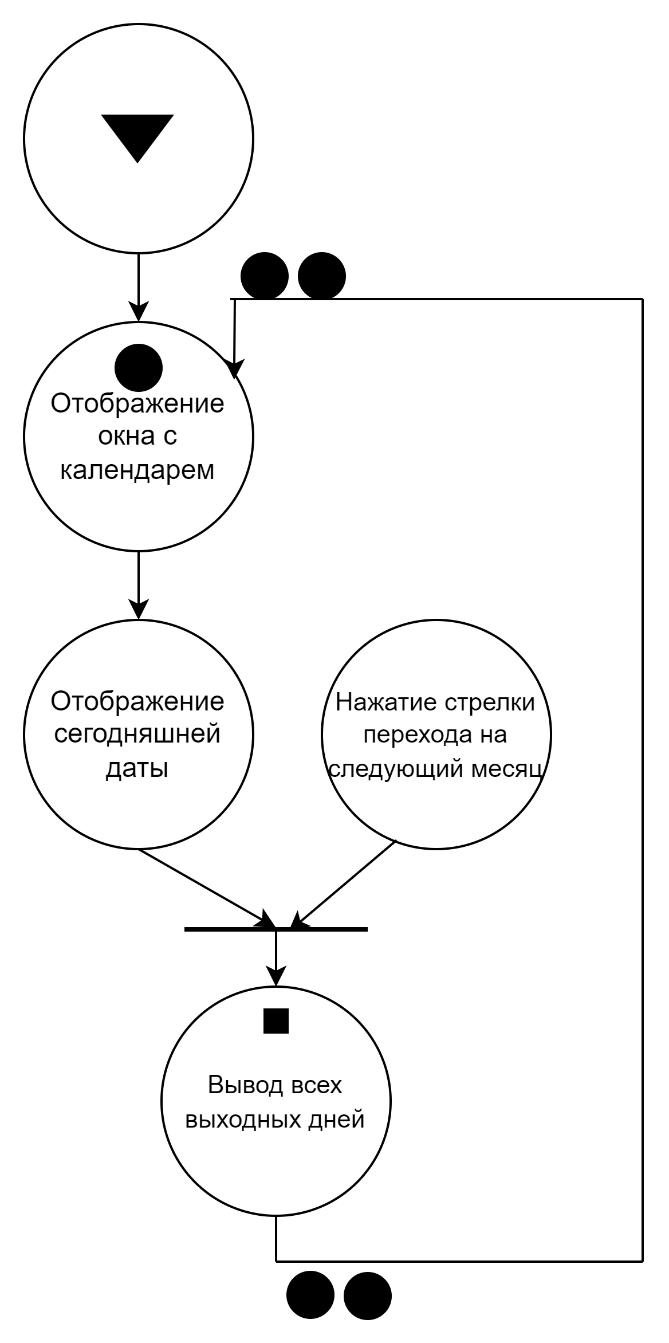 Отображение
окна с
календарем
Отображение
сегодняшней
даты
Нажатие стрелки
перехода на
следующий месяц
Вывод всех
выходных дней